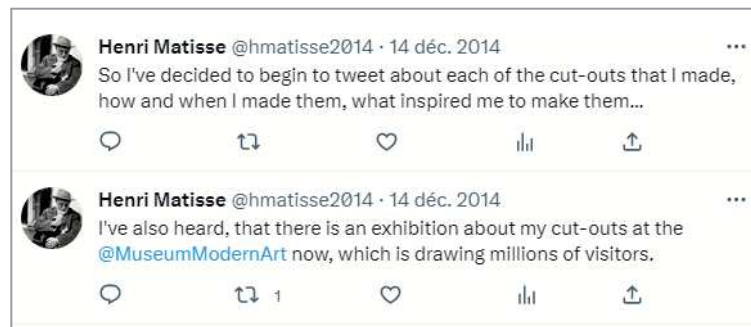 Henri Matisse @hmatisse2014 · 14 déc. 2014
So I've decided to begin to tweet about each of the cut-outs that I made,
how and when I made them, what inspired me to make them...
Henri Matisse @hmatisse2014 · 14 déc. 2014
I've also heard, that there is an exhibition about my cut-outs at the
@MuseumModernArt now, which is drawing millions of visitors.
1